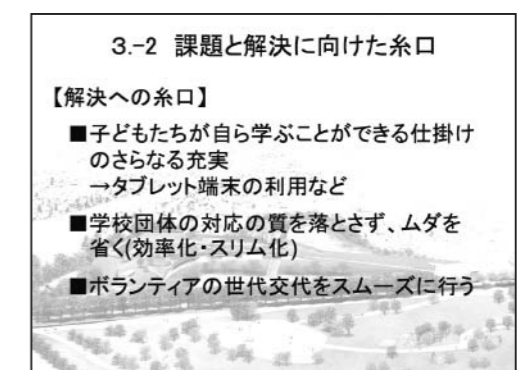 3.-2 課題と解決に向けた糸口
【解決への糸口】
■子どもたちが自ら学ぶことができる仕掛け
のさらなる充実
→タブレット端末の利用など
■学校団体の対応の質を落とさず、ムダを
省く(効率化・スリム化)
■ボランティアの世代交代をスムーズに行う